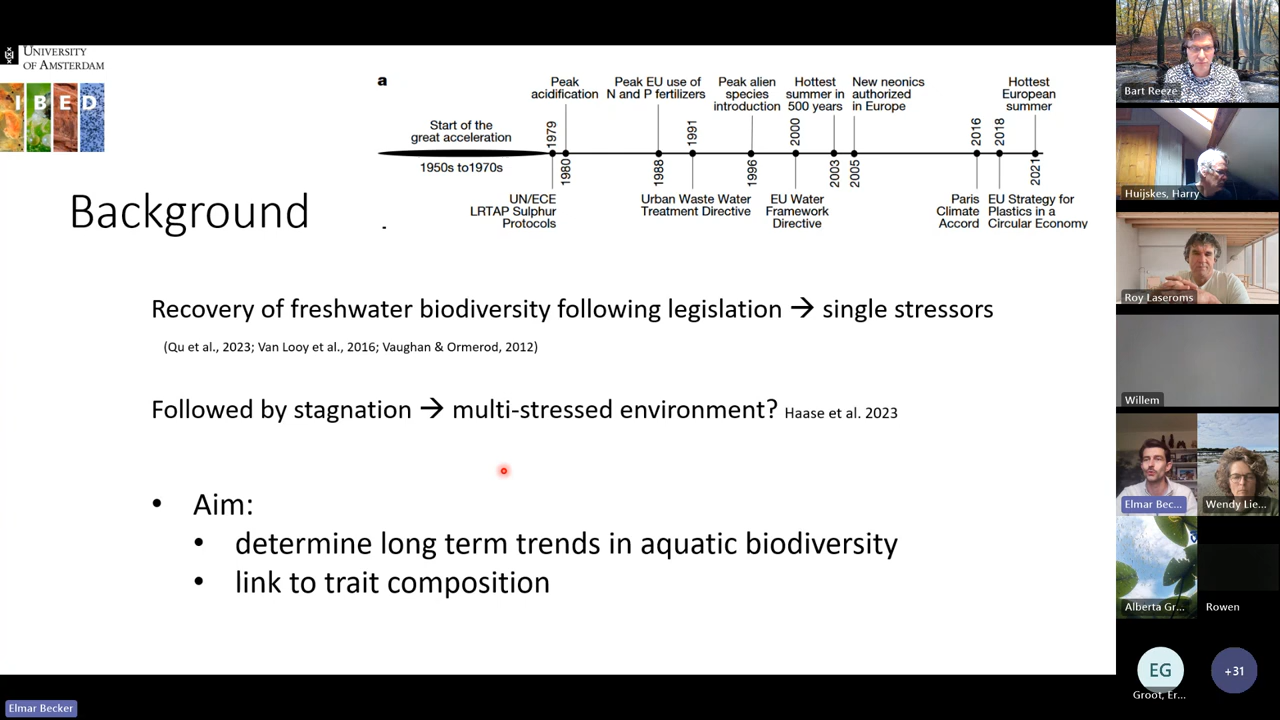 UNIVERSITY
OF AMSTERDAM
I B E D
a
Peak
acidification
Peak EU use of
N and P fertilizers
Peak alien
species
introduction
Hottest
summer in
500 years
New neonics
authorized
in Europe
Hottest
European
summer
Start of the
great acceleration
1950s to1970s
1979
1980
1988
1991
1996
2000
2003
2005
2016
2018
2021
UN/ECE
LRTAP Sulphur
Protocols
Urban Waste Water
Treatment Directive
EU Water
Framework
Directive
Paris
Climate
Accord
EU Strategy for
Plastics in a
Circular Economy
Background
Recovery of freshwater biodiversity following legislation → single stressors
(Qu et al., 2023; Van Looy et al., 2016; Vaughan & Ormerod, 2012)
Followed by stagnation → multi-stressed environment? Haase et al. 2023
• Aim:
• determine long term trends in aquatic biodiversity
• link to trait composition
Elmar Becker
Bart Reeze
Huijskes, Harry
Roy Laseroms
Willem
Elmar Bec...
Wendy Lie...
Alberta Gr...
Rowen
EG
Groot, Er...
+31